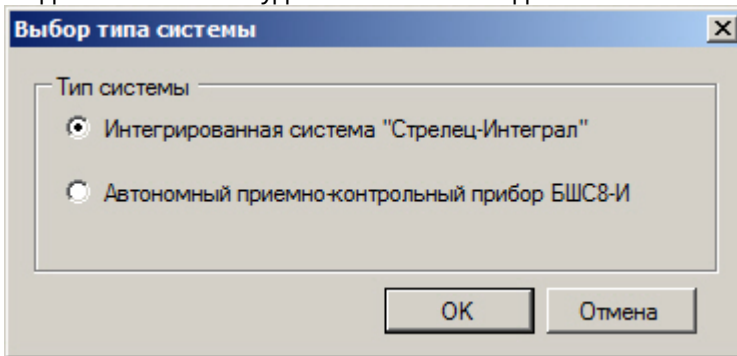 Выбор типа системы
Тип системы
Интегрированная система "Стрелец-Интеграл"
Автономный приемно-контрольный прибор БШС8-И
OK
Отмена